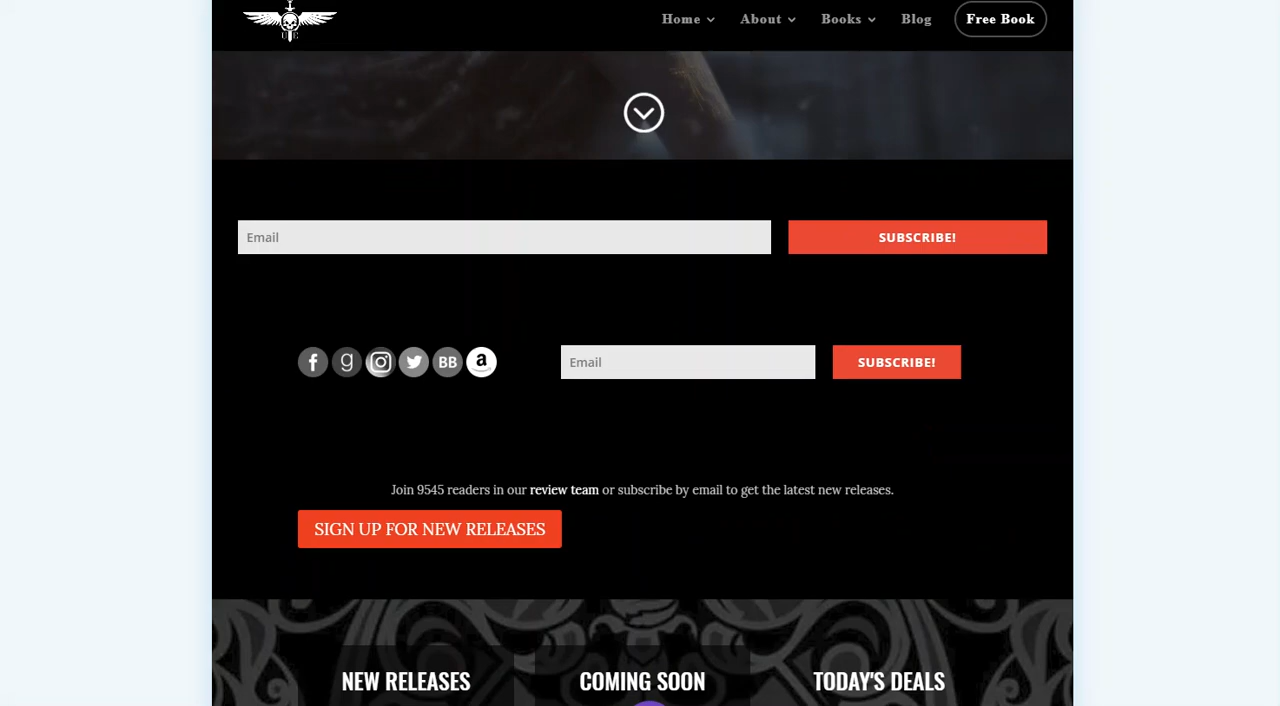 Home About Books Blog Free Book
Email SUBSCRIBE!
BB Email SUBSCRIBE!
Join 9545 readers in our review team or subscribe by email to get the latest new releases.
SIGN UP FOR NEW RELEASES
NEW RELEASES COMING SOON TODAY'S DEALS